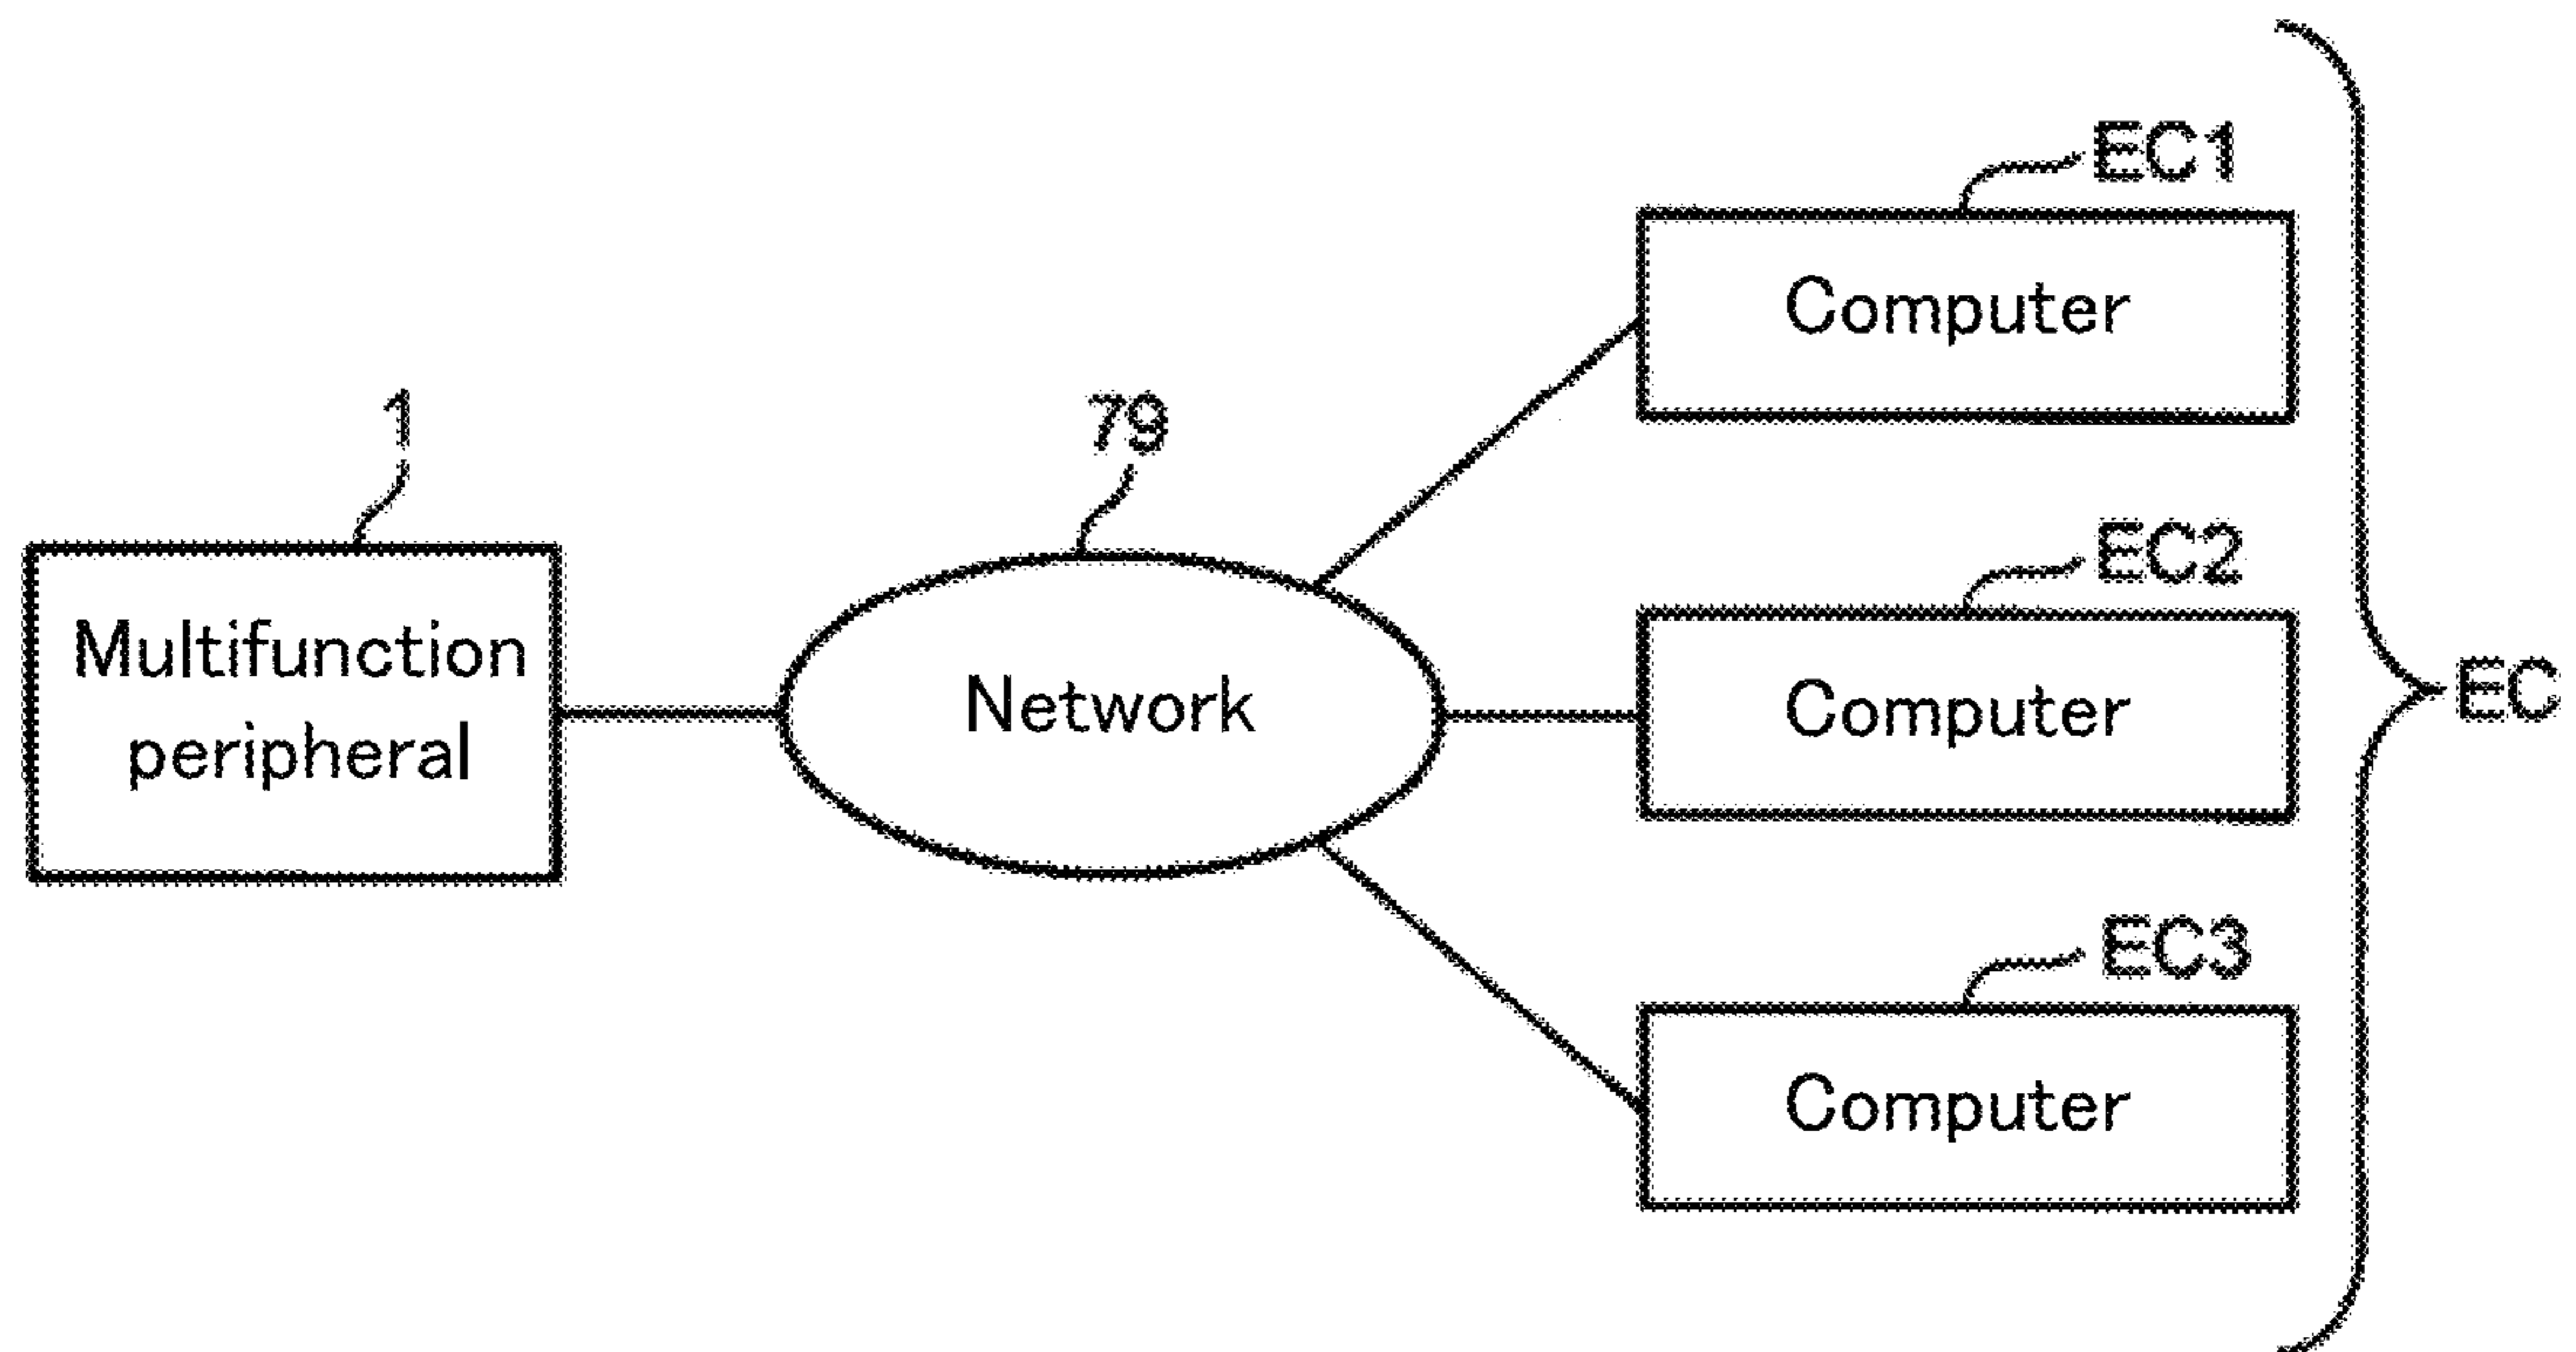 EC1
Computer
1
79
EC2
Multifunction
peripheral
Network
Computer
EC
EC3
Computer